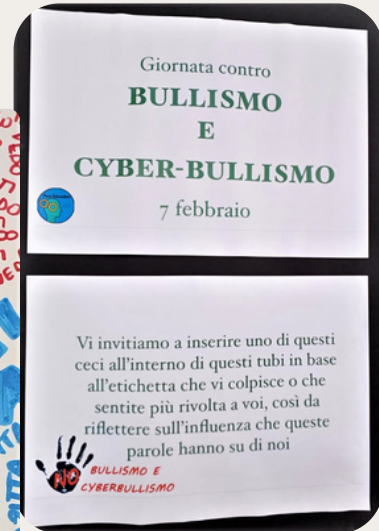 Giornata contro
BULLISMO
E
CYBER-BULLISMO
7 febbraio
Vi invitiamo a inserire uno di questi
ceci all'interno di questi tubi in base
all'etichetta che vi colpisce o che
sentite più rivolta a voi, così da
riflettere sull'influenza che queste
parole hanno su di noi
NO
BULLISMO E
CYBERBULLISMO